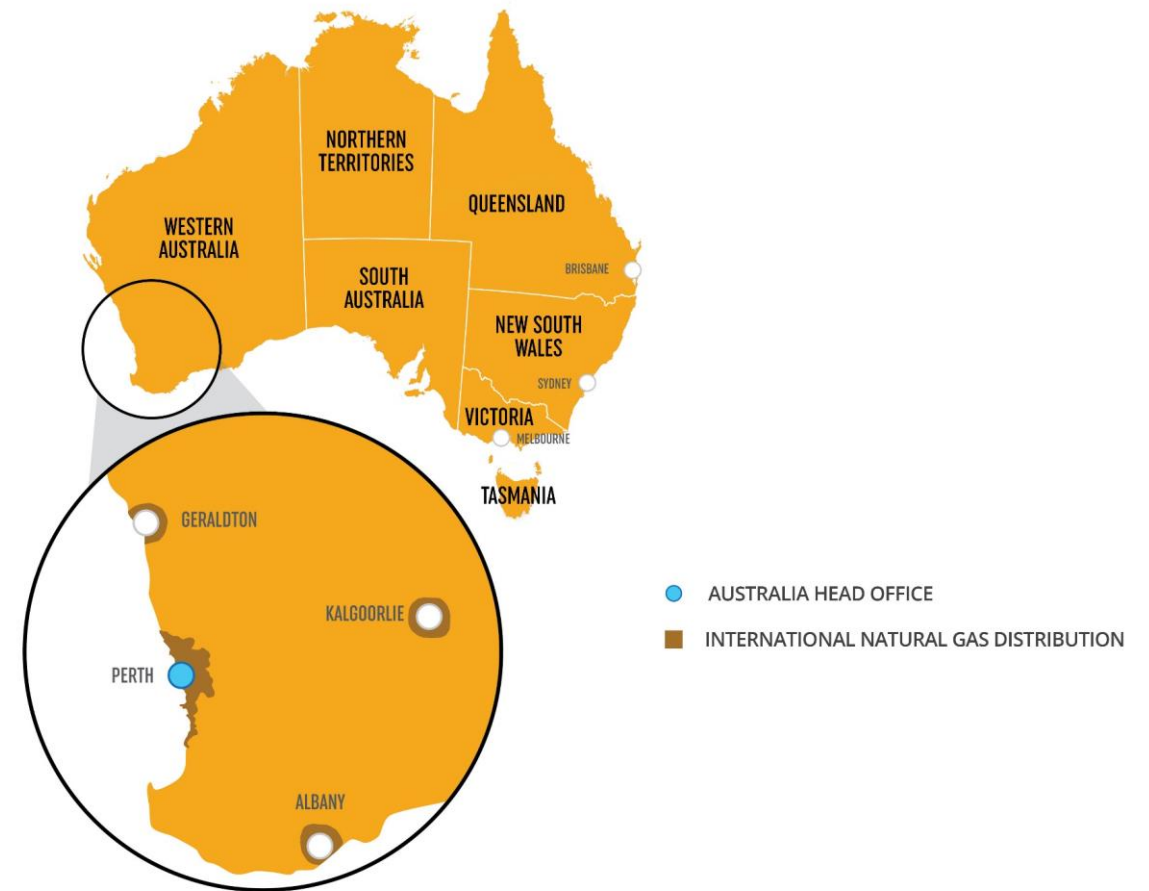 NORTHERN
TERRITORIES
QUEENSLAND
WESTERN
AUSTRALIA
BRISBANE
SOUTH
AUSTRALIA
NEW SOUTH
WALES
SYDNEY
VICTORIA
MELBOURNE
TASMANIA
GERALDTON
KALGOORLIE
PERTH
ALBANY
AUSTRALIA HEAD OFFICE
INTERNATIONAL NATURAL GAS DISTRIBUTION